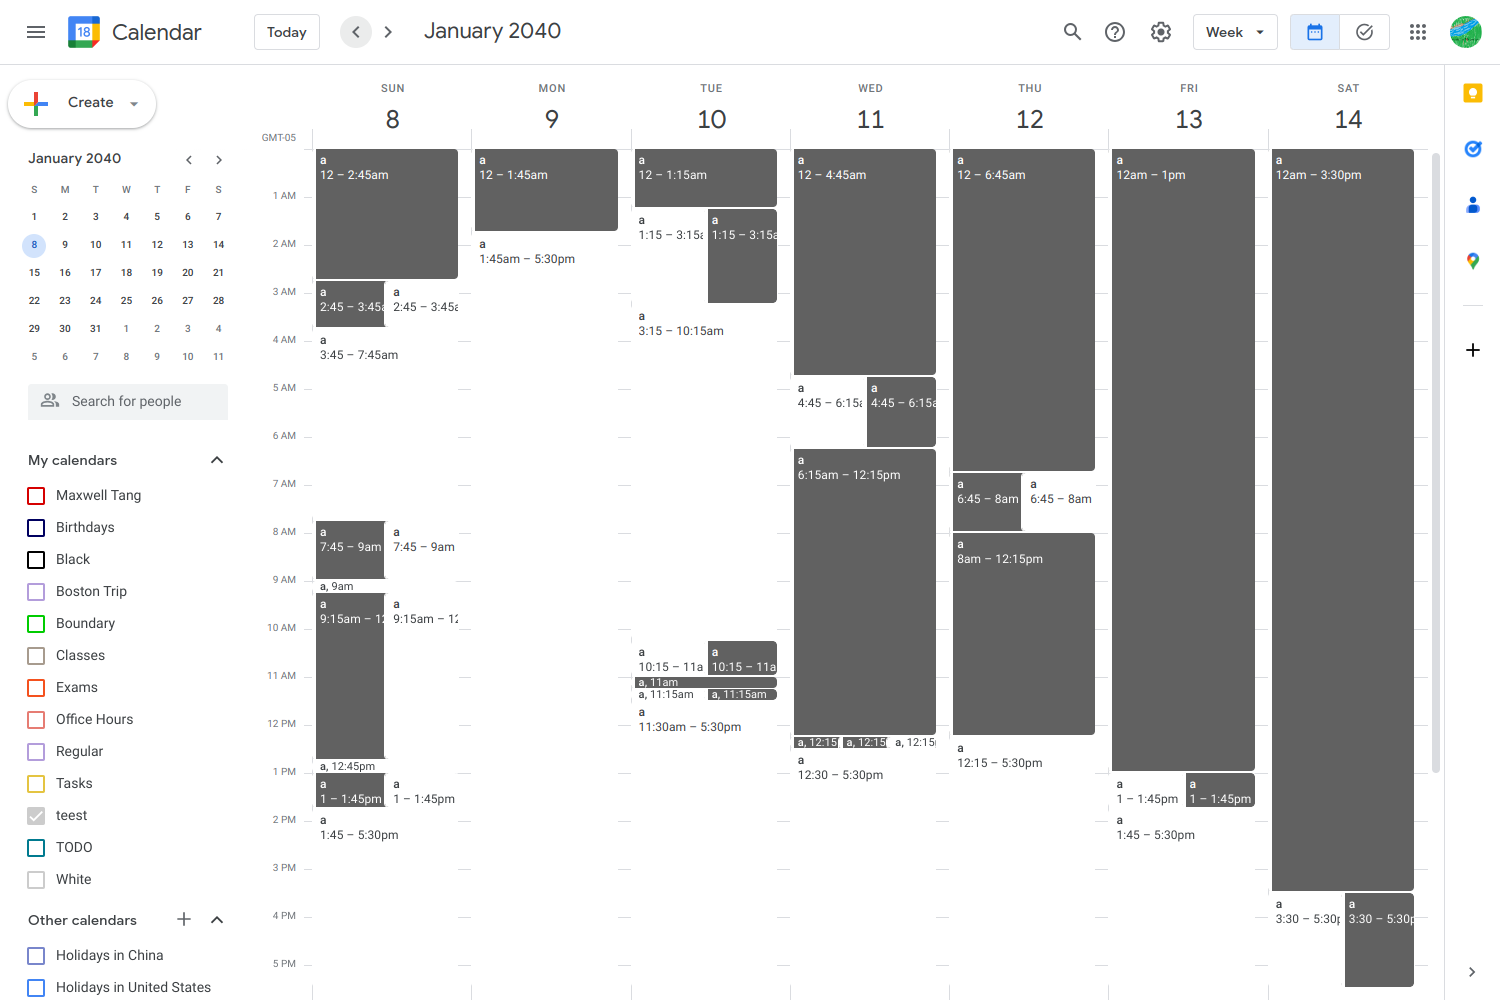 18 Calendar Today January 2040 Week
Create
SUN MON TUE WED THU FRI SAT
8 9 10 11 12 13 14
GMT-05
January 2040
S M T W T F S
1 2 3 4 5 6 7
8 9 10 11 12 13 14
15 16 17 18 19 20 21
22 23 24 25 26 27 28
29 30 31 1 2 3 4
5 6 7 8 9 10 11
Search for people
My calendars
Maxwell Tang
Birthdays
Black
Boston Trip
Boundary
Classes
Exams
Office Hours
Regular
Tasks
teest
TODO
White
Other calendars
Holidays in China
Holidays in United States
1 AM
2 AM
3 AM
4 AM
5 AM
6 AM
7 AM
8 AM
9 AM
10 AM
11 AM
12 PM
1 PM
2 PM
3 PM
4 PM
5 PM
a
12 – 2:45am
a
2:45 – 3:45a
a
2:45 – 3:45a
a
3:45 – 7:45am
a
7:45 – 9am
a
7:45 – 9am
a, 9am
a
9:15am – 12
a
9:15am – 12
a, 12:45pm
a
1 – 1:45pm
a
1 – 1:45pm
a
1:45 – 5:30pm
a
12 – 1:45am
a
1:45am – 5:30pm
a
12 – 1:15am
a
1:15 – 3:15a
a
1:15 – 3:15a
a
3:15 – 10:15am
a
10:15 – 11a
a
10:15 – 11a
a, 11am
a, 11:15am
a, 11:15am
a
11:30am – 5:30pm
a
12 – 4:45am
a
4:45 – 6:15a
a
4:45 – 6:15a
a
6:15am – 12:15pm
a, 12:15
a, 12:15
a, 12:15
a
12:30 – 5:30pm
a
12 – 6:45am
a
6:45 – 8am
a
6:45 – 8am
a
8am – 12:15pm
a
12:15 – 5:30pm
a
12am – 1pm
a
1 – 1:45pm
a
1 – 1:45pm
a
1:45 – 5:30pm
a
12am – 3:30pm
a
3:30 – 5:30p
a
3:30 – 5:30p